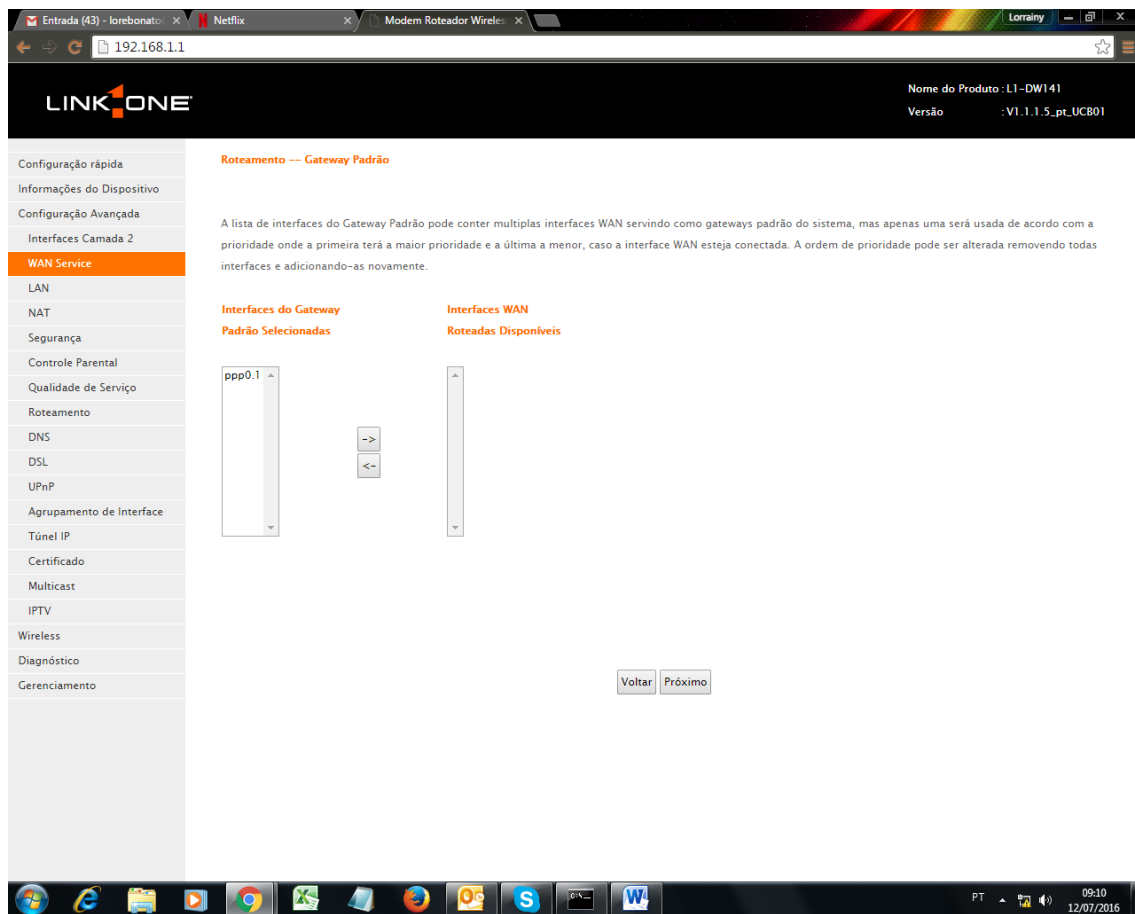 Entrada (43) - lorebonato
Netflix
Modem Roteador Wireles
Lorrainy
192.168.1.1
LINK ONE
Nome do Produto : L1-DW141
Versão : V1.1.1.5_pt_UCB01
Configuração rápida
Informações do Dispositivo
Configuração Avançada
Interfaces Camada 2
WAN Service
LAN
NAT
Segurança
Controle Parental
Qualidade de Serviço
Roteamento
DNS
DSL
UPnP
Agrupamento de Interface
Túnel IP
Certificado
Multicast
IPTV
Wireless
Diagnóstico
Gerenciamento
Roteamento -- Gateway Padrão
A lista de interfaces do Gateway Padrão pode conter multiplas interfaces WAN servindo como gateways padrão do sistema, mas apenas uma será usada de acordo com a
prioridade onde a primeira terá a maior prioridade e a última a menor, caso a interface WAN esteja conectada. A ordem de prioridade pode ser alterada removendo todas
interfaces e adicionando-as novamente.
Interfaces do Gateway
Padrão Selecionadas
Interfaces WAN
Roteadas Disponíveis
ppp0.1
->
<-
Voltar
Próximo
PT
09:10
12/07/2016